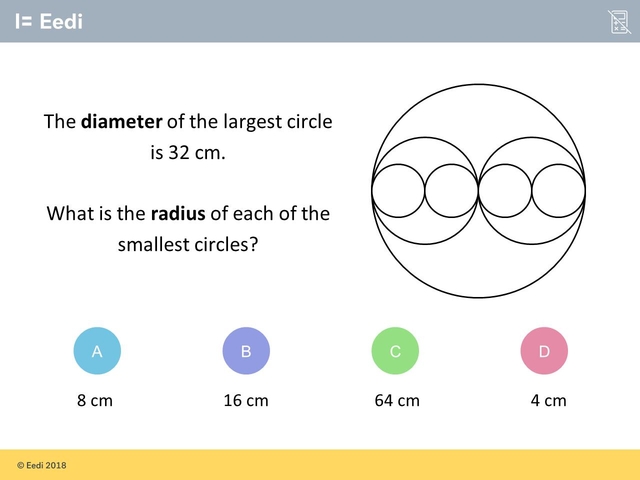 I= Eedi
The diameter of the largest circle
is 32 cm.
What is the radius of each of the
smallest circles?
A
B
C
D
8 cm
16 cm
64 cm
4 cm
© Eedi 2018